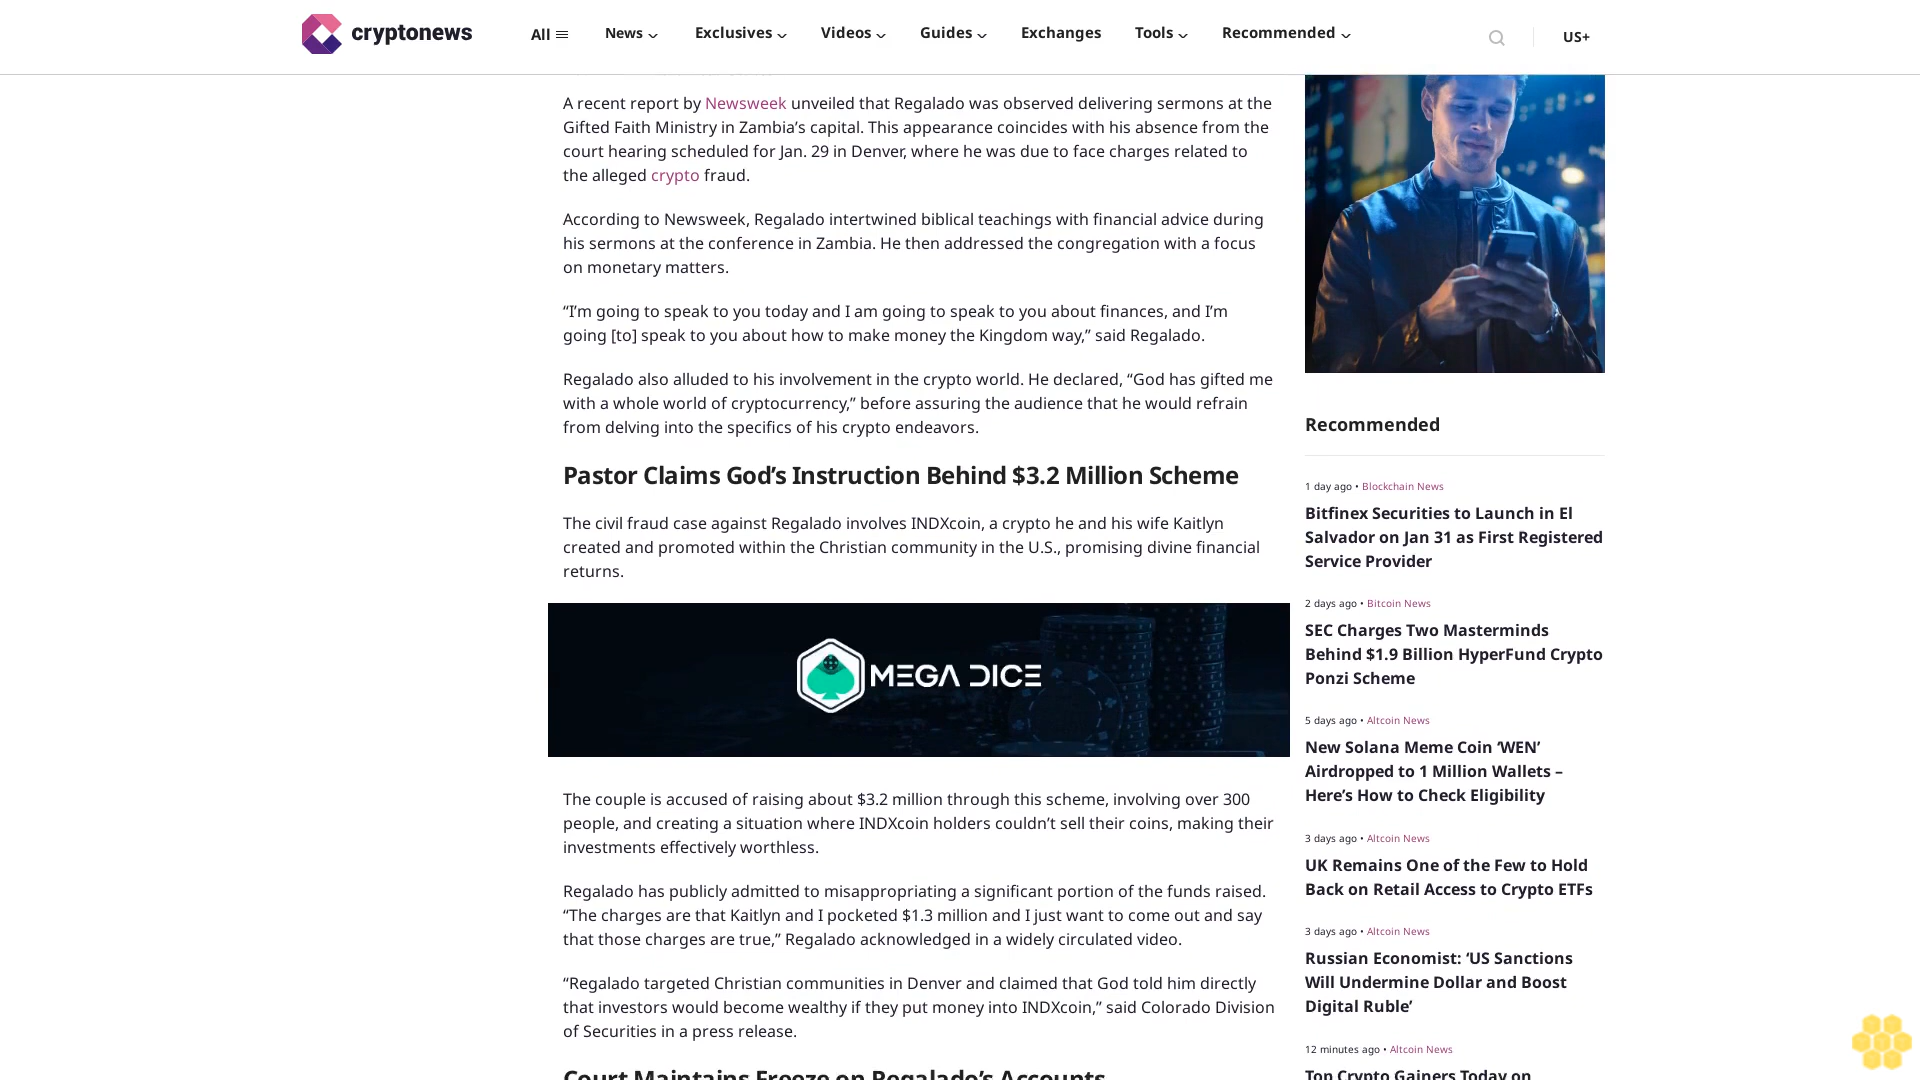 cryptonews
All
News
Exclusives
Videos
Guides
Exchanges
Tools
Recommended
US+
A recent report by Newsweek unveiled that Regalado was observed delivering sermons at the
Gifted Faith Ministry in Zambia’s capital. This appearance coincides with his absence from the
court hearing scheduled for Jan. 29 in Denver, where he was due to face charges related to
the alleged crypto fraud.
According to Newsweek, Regalado intertwined biblical teachings with financial advice during
his sermons at the conference in Zambia. He then addressed the congregation with a focus
on monetary matters.
“I’m going to speak to you today and I am going to speak to you about finances, and I’m
going [to] speak to you about how to make money the Kingdom way,” said Regalado.
Regalado also alluded to his involvement in the crypto world. He declared, “God has gifted me
with a whole world of cryptocurrency,” before assuring the audience that he would refrain
from delving into the specifics of his crypto endeavors.
Pastor Claims God’s Instruction Behind $3.2 Million Scheme
The civil fraud case against Regalado involves INDXcoin, a crypto he and his wife Kaitlyn
created and promoted within the Christian community in the U.S., promising divine financial
returns.
MEGA DICE
The couple is accused of raising about $3.2 million through this scheme, involving over 300
people, and creating a situation where INDXcoin holders couldn’t sell their coins, making their
investments effectively worthless.
Regalado has publicly admitted to misappropriating a significant portion of the funds raised.
“The charges are that Kaitlyn and I pocketed $1.3 million and I just want to come out and say
that those charges are true,” Regalado acknowledged in a widely circulated video.
“Regalado targeted Christian communities in Denver and claimed that God told him directly
that investors would become wealthy if they put money into INDXcoin,” said Colorado Division
of Securities in a press release.
Court Maintains Freeze on Regalado’s Accounts
Recommended
1 day ago • Blockchain News
Bitfinex Securities to Launch in El
Salvador on Jan 31 as First Registered
Service Provider
2 days ago • Bitcoin News
SEC Charges Two Masterminds
Behind $1.9 Billion HyperFund Crypto
Ponzi Scheme
5 days ago • Altcoin News
New Solana Meme Coin ‘WEN’
Airdropped to 1 Million Wallets –
Here’s How to Check Eligibility
3 days ago • Altcoin News
UK Remains One of the Few to Hold
Back on Retail Access to Crypto ETFs
3 days ago • Altcoin News
Russian Economist: ‘US Sanctions
Will Undermine Dollar and Boost
Digital Ruble’
12 minutes ago • Altcoin News
Top Crypto Gainers Today on